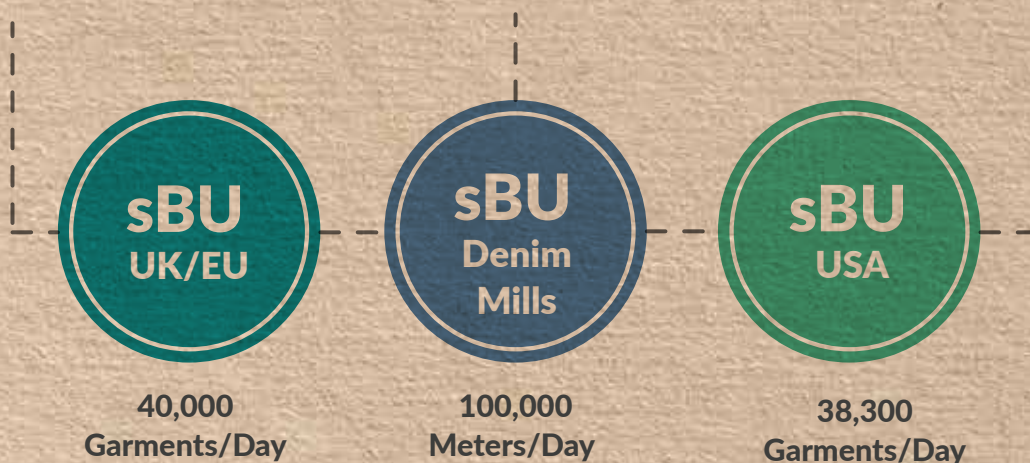 sBU
UK/EU
40,000
Garments/Day
sBU
Denim
Mills
100,000
Meters/Day
sBU
USA
38,300
Garments/Day